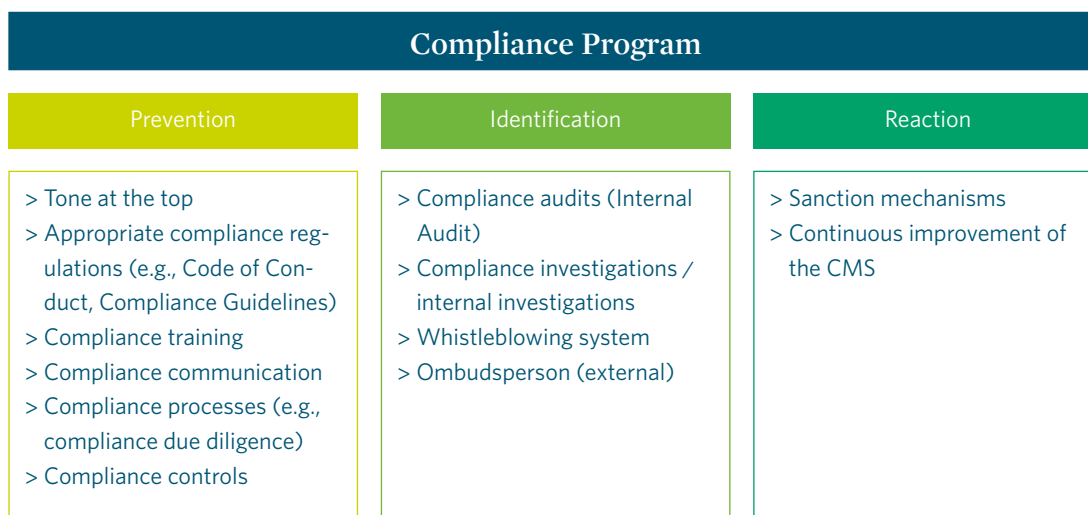 Compliance Program
Prevention
> Tone at the top
> Appropriate compliance reg-
ulations (e.g., Code of Con-
duct, Compliance Guidelines)
> Compliance training
> Compliance communication
> Compliance processes (e.g.,
compliance due diligence)
> Compliance controls
Identification
> Compliance audits (Internal
Audit)
> Compliance investigations /
internal investigations
> Whistleblowing system
> Ombudsperson (external)
Reaction
> Sanction mechanisms
> Continuous improvement of
the CMS